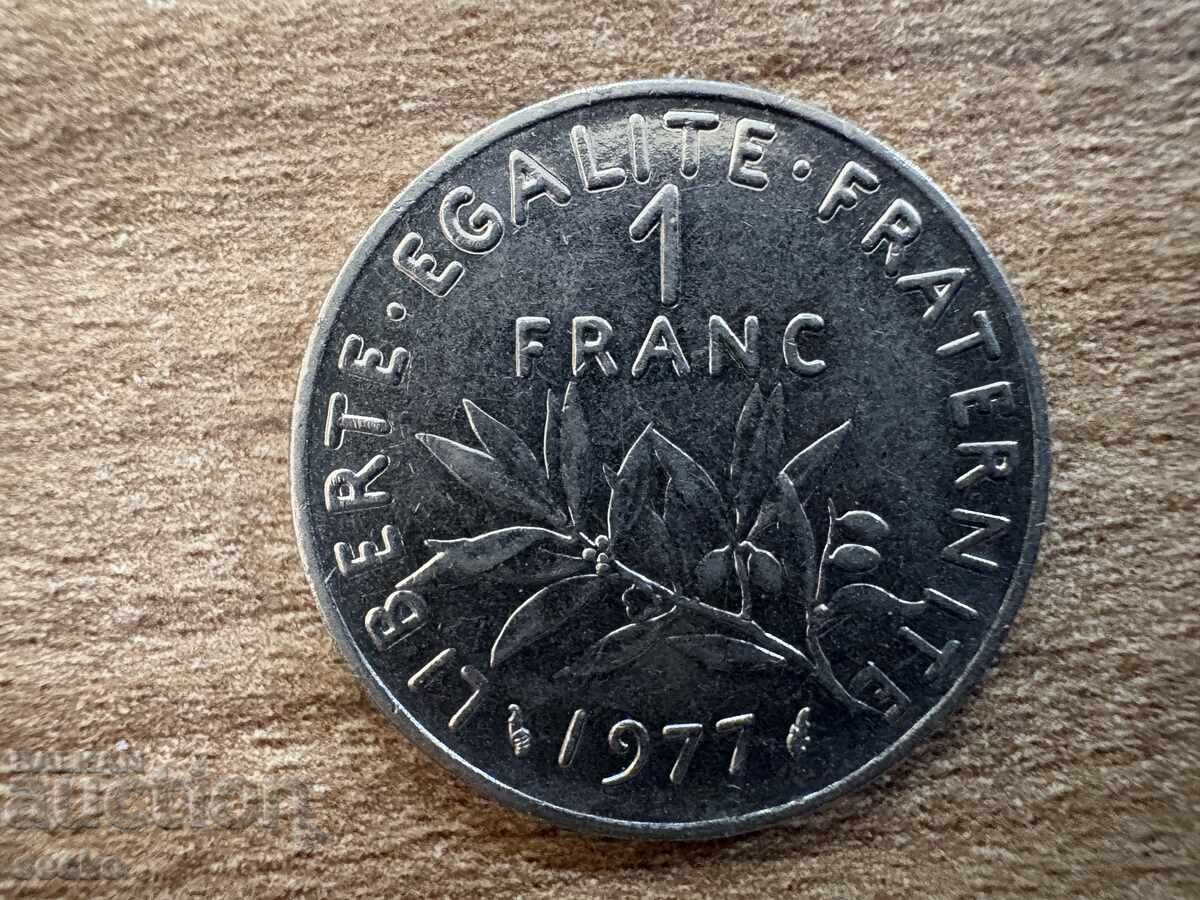 LIBERTE · EGALITE · FRATERNITE
1
FRANC
1977
BALKAN
auction